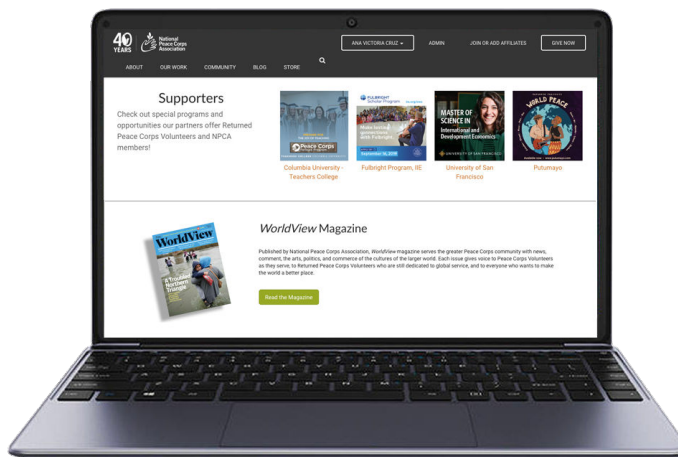 40
YEARS
National
Peace Corps
Association
ANA VICTORIA CRUZ
ADMIN
JOIN OR ADD AFFILIATES
GIVE NOW
ABOUT
OUR WORK
COMMUNITY
BLOG
STORE
Supporters
Check out special programs and
opportunities our partners offer Returned
Peace Corps Volunteers and NPCA
members!
Peace Corps
FULBRIGHT
Scholar Program
MASTER OF
SCIENCE IN
International and
Development Economics
UNIVERSITY OF SAN FRANCISCO
WORLD PEACE
Columbia University -
Teachers College
Fulbright Program, IIE
University of San
Francisco
Putumayo
WorldView
A Troubled
Northern
Triangle
WorldView Magazine
Published by National Peace Corps Association, WorldView magazine serves the greater Peace Corps community with news,
comment, the arts, politics, and commerce of the cultures of the larger world. Each issue gives voice to Peace Corps Volunteers
as they serve, to Returned Peace Corps Volunteers who are still dedicated to global service, and to everyone who wants to make
the world a better place.
Read the Magazine